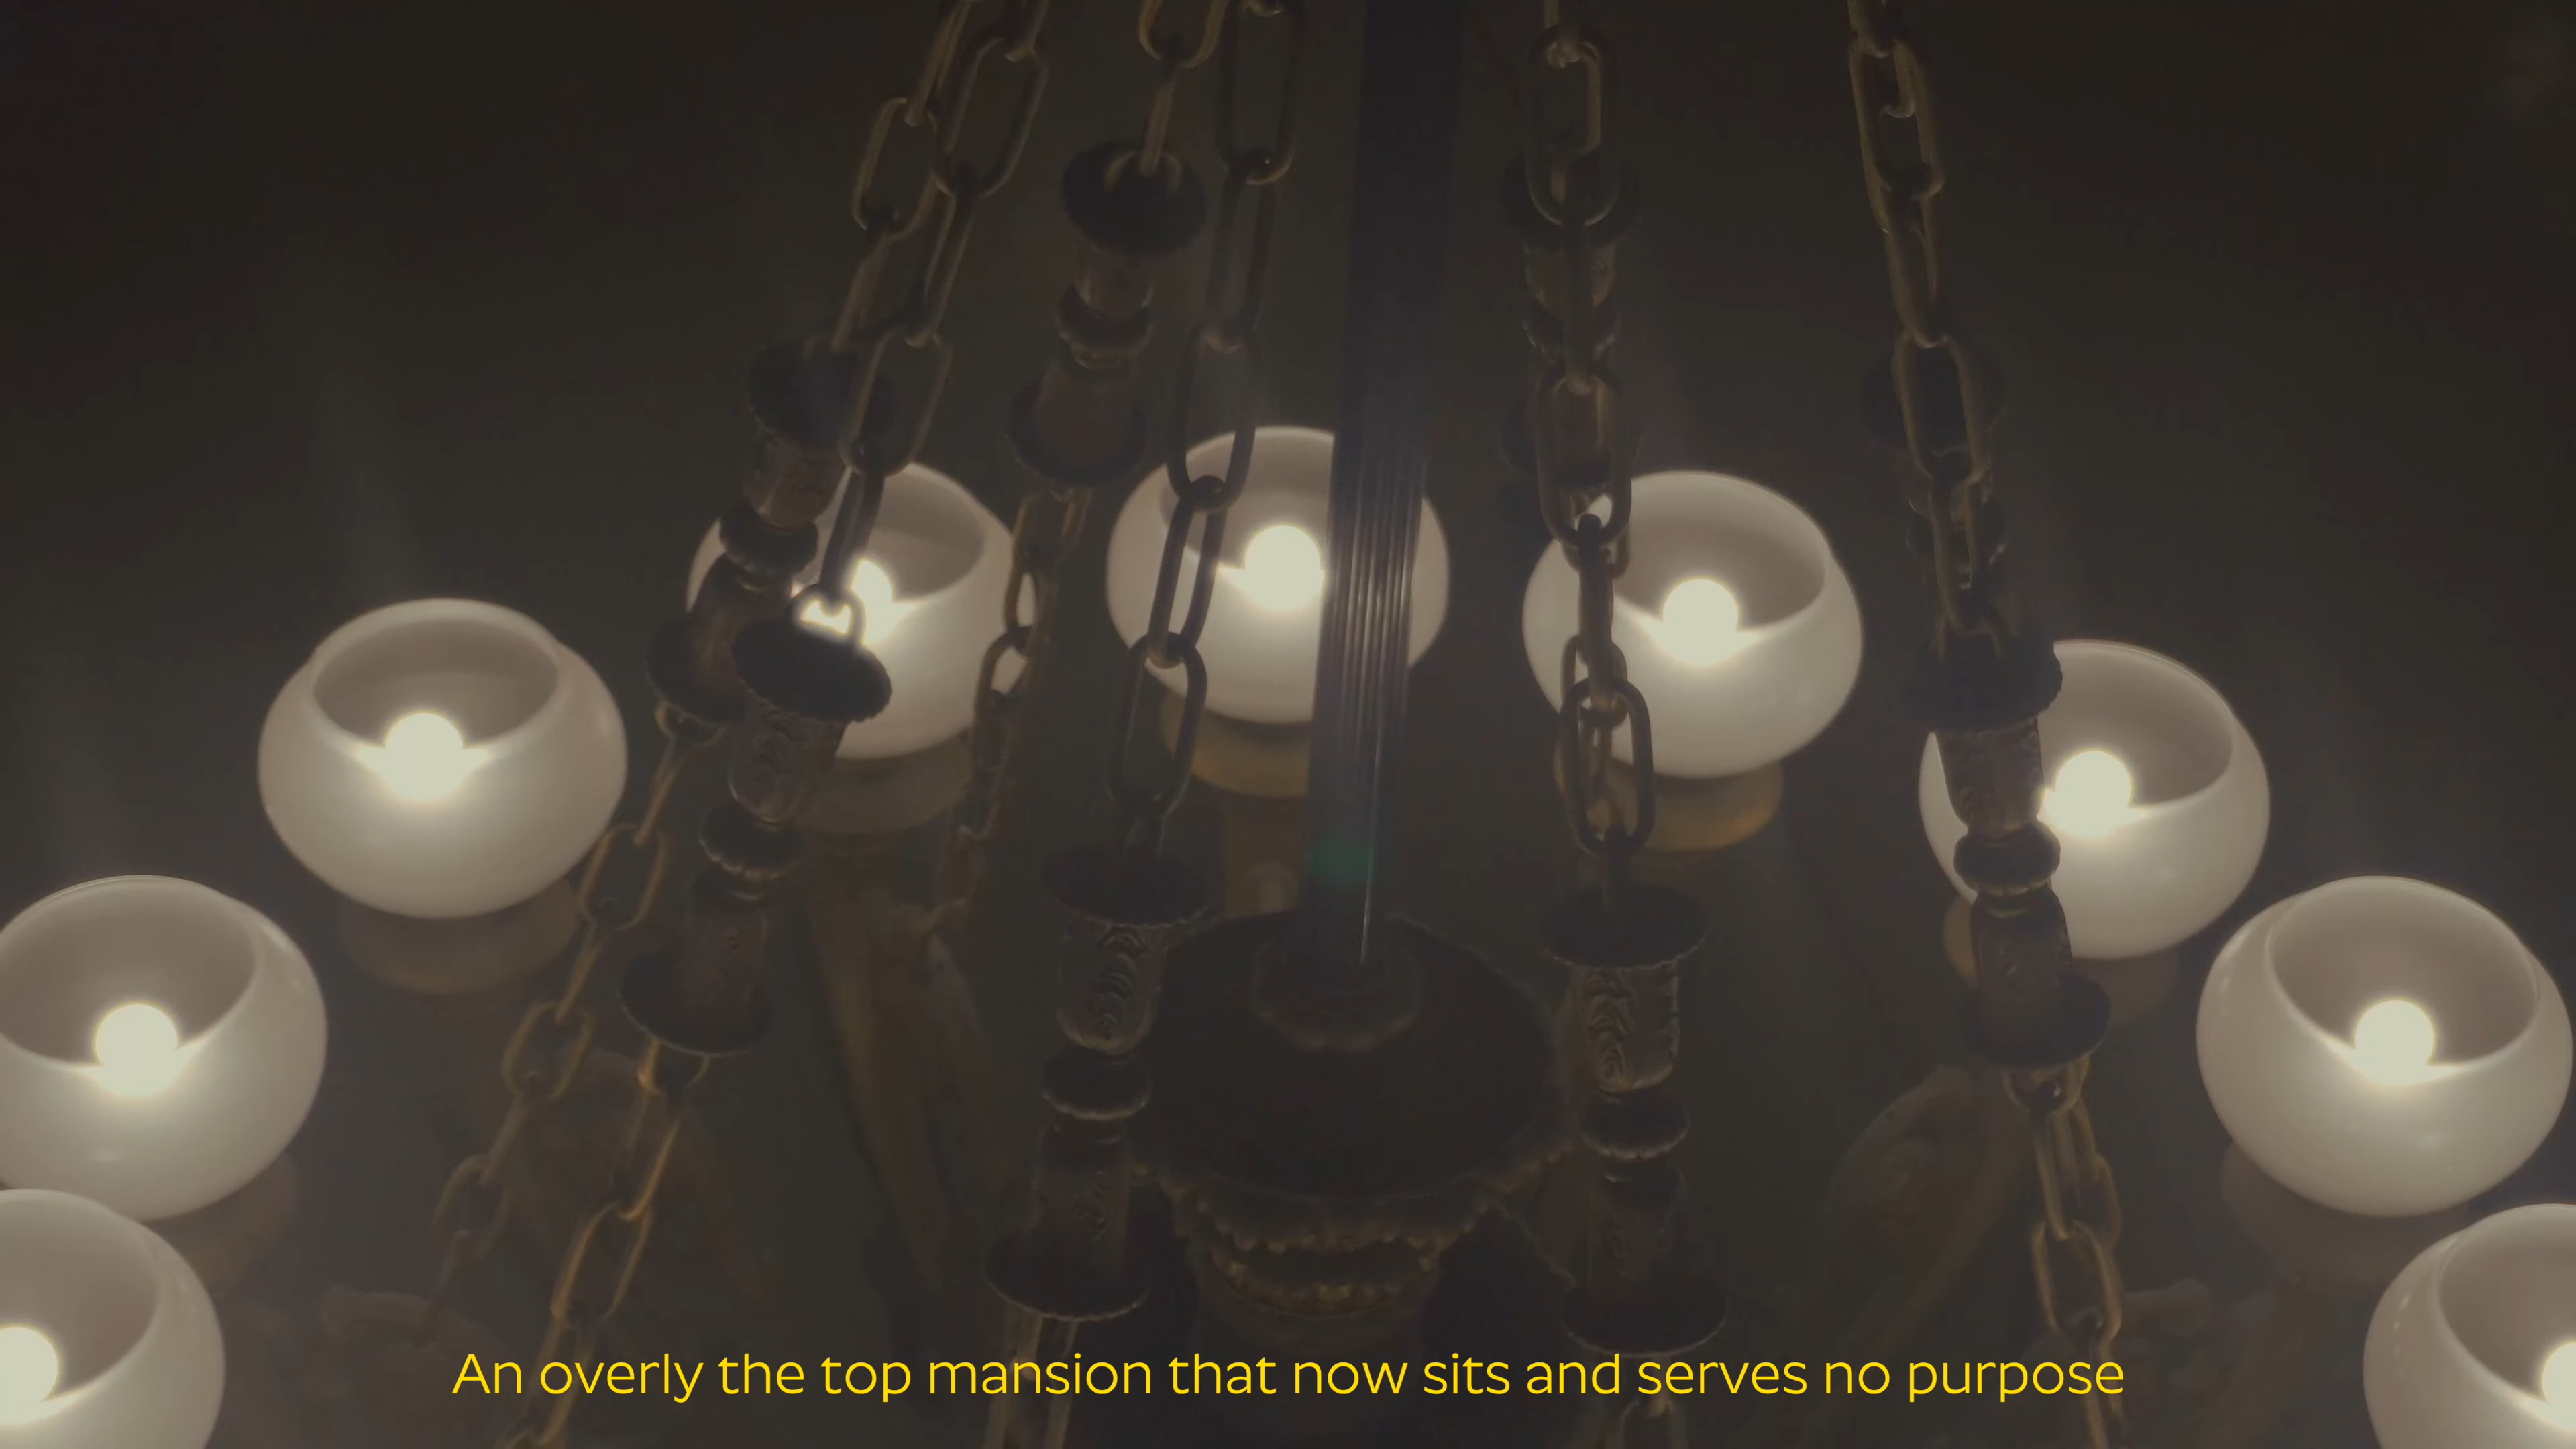 An overly the top mansion that now sits and serves no purpose